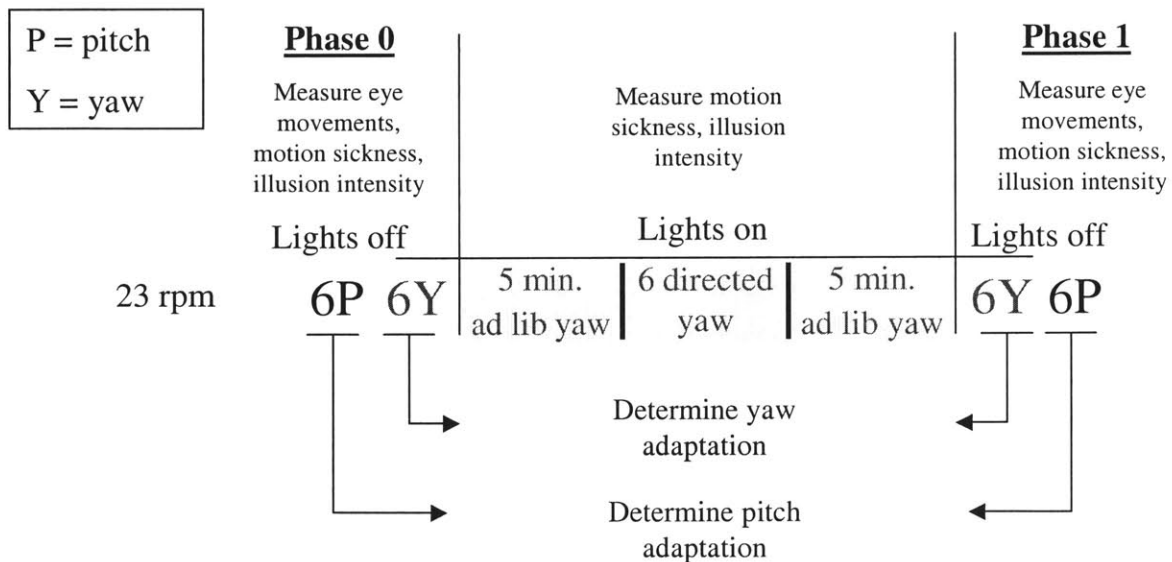 P = pitch
Y = yaw
Phase 0
Measure eye
movements,
motion sickness,
illusion intensity
Lights off
Measure motion
sickness, illusion
intensity
Lights on
Phase 1
Measure eye
movements,
motion sickness,
illusion intensity
Lights off
23 rpm
6P 6Y
5 min.
ad lib yaw
6 directed
yaw
5 min.
ad lib yaw
6Y 6P
Determine yaw
adaptation
Determine pitch
adaptation